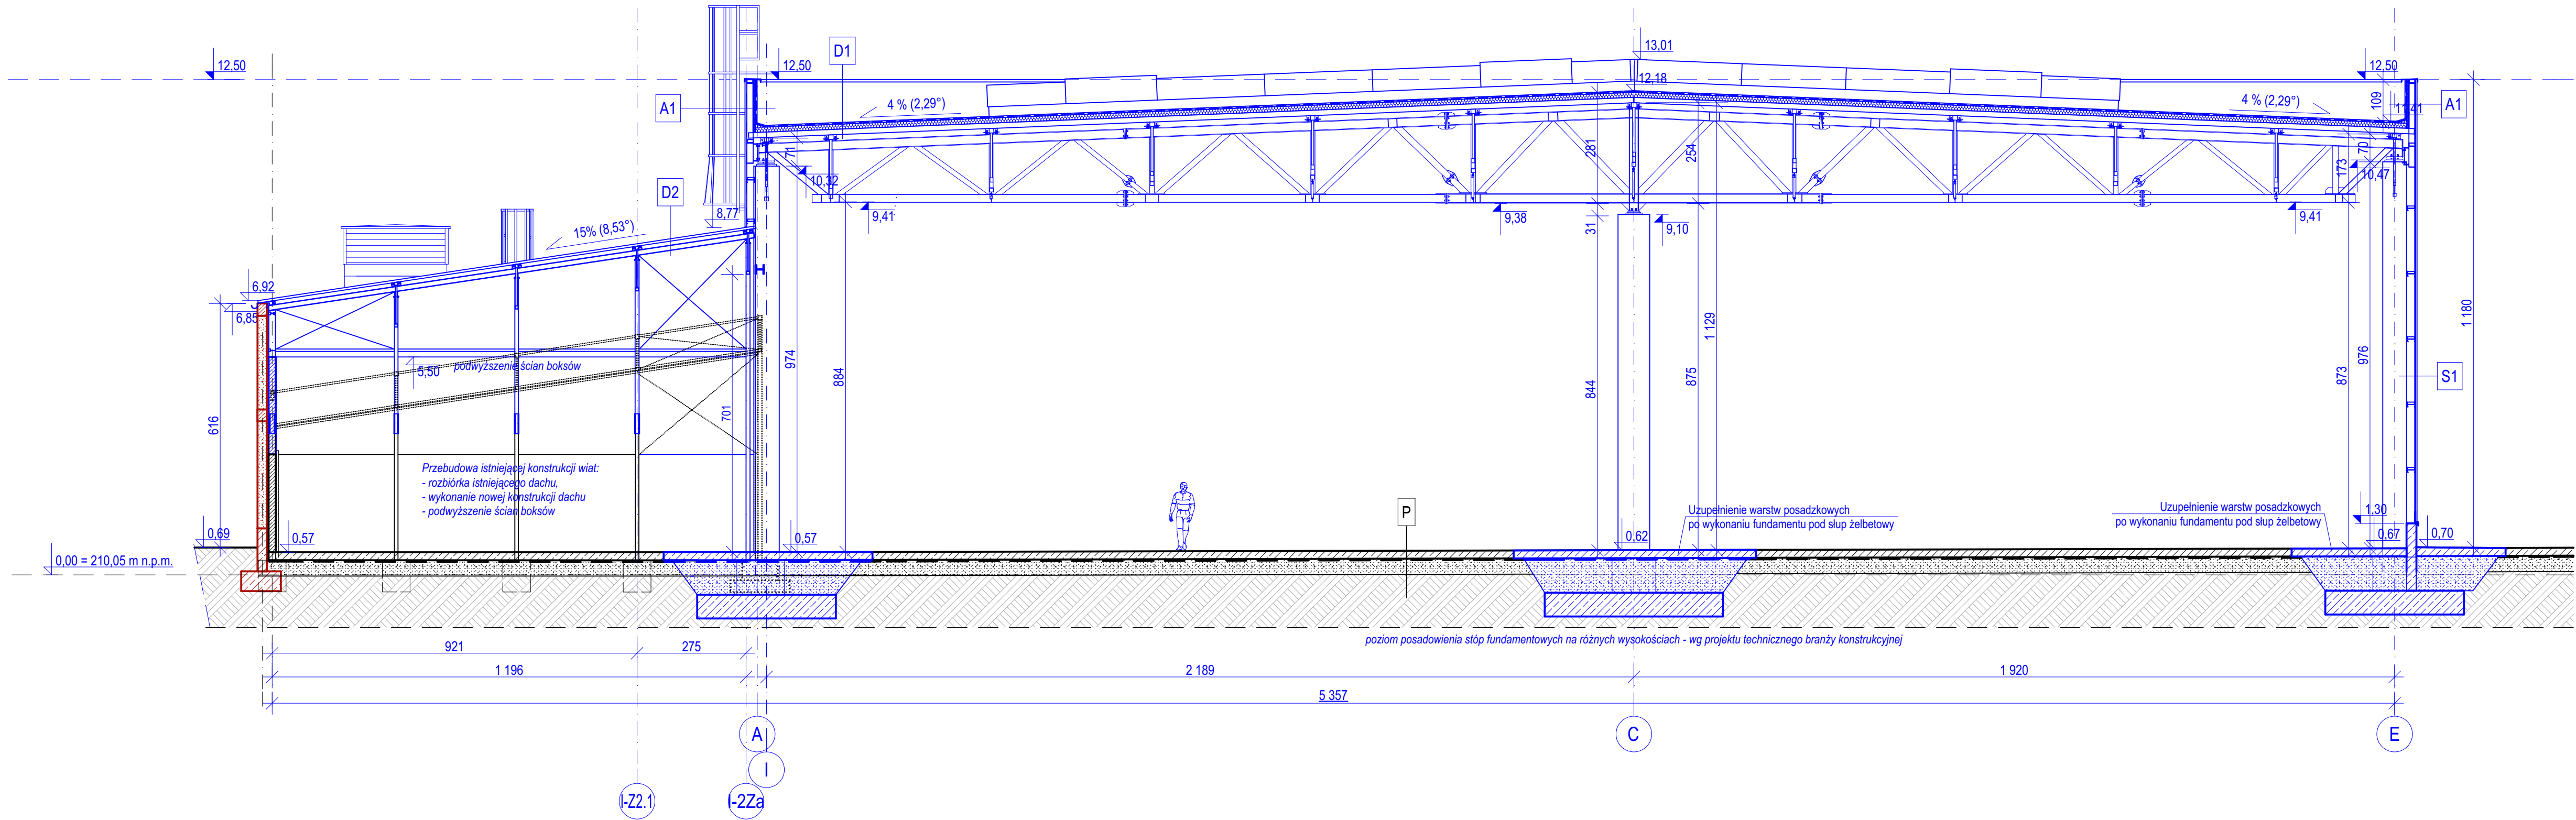 13,01
12,50
12,50
12,50
D1
12,18
A1
4 % (2,29°)
4 % (2,29°)
109
A1
71
281
254
70
173
10,32
10,47
D2
8,77
9,41
9,38
9,41
31
9,10
15% (8,53°)
6,92
6,85
1 180
1 129
974
884
844
875
873
976
S1
5,50
podwyższenie ścian boksów
701
616
Przebudowa istniejącej konstrukcji wiat:
- rozbiórka istniejącego dachu,
- wykonanie nowej konstrukcji dachu
- podwyższenie ścian boksów
P
Uzupełnienie warstw posadzkowych
po wykonaniu fundamentu pod słup żelbetowy
Uzupełnienie warstw posadzkowych
po wykonaniu fundamentu pod słup żelbetowy
1,30
0,69
0,57
0,57
0,62
0,67
0,70
0,00 = 210,05 m n.p.m.
poziom posadowienia stóp fundamentowych na różnych wysokościach - wg projektu technicznego branży konstrukcyjnej
921
275
1 196
2 189
1 920
5 357
A
C
E
I
I-Z2.1
I-2Za